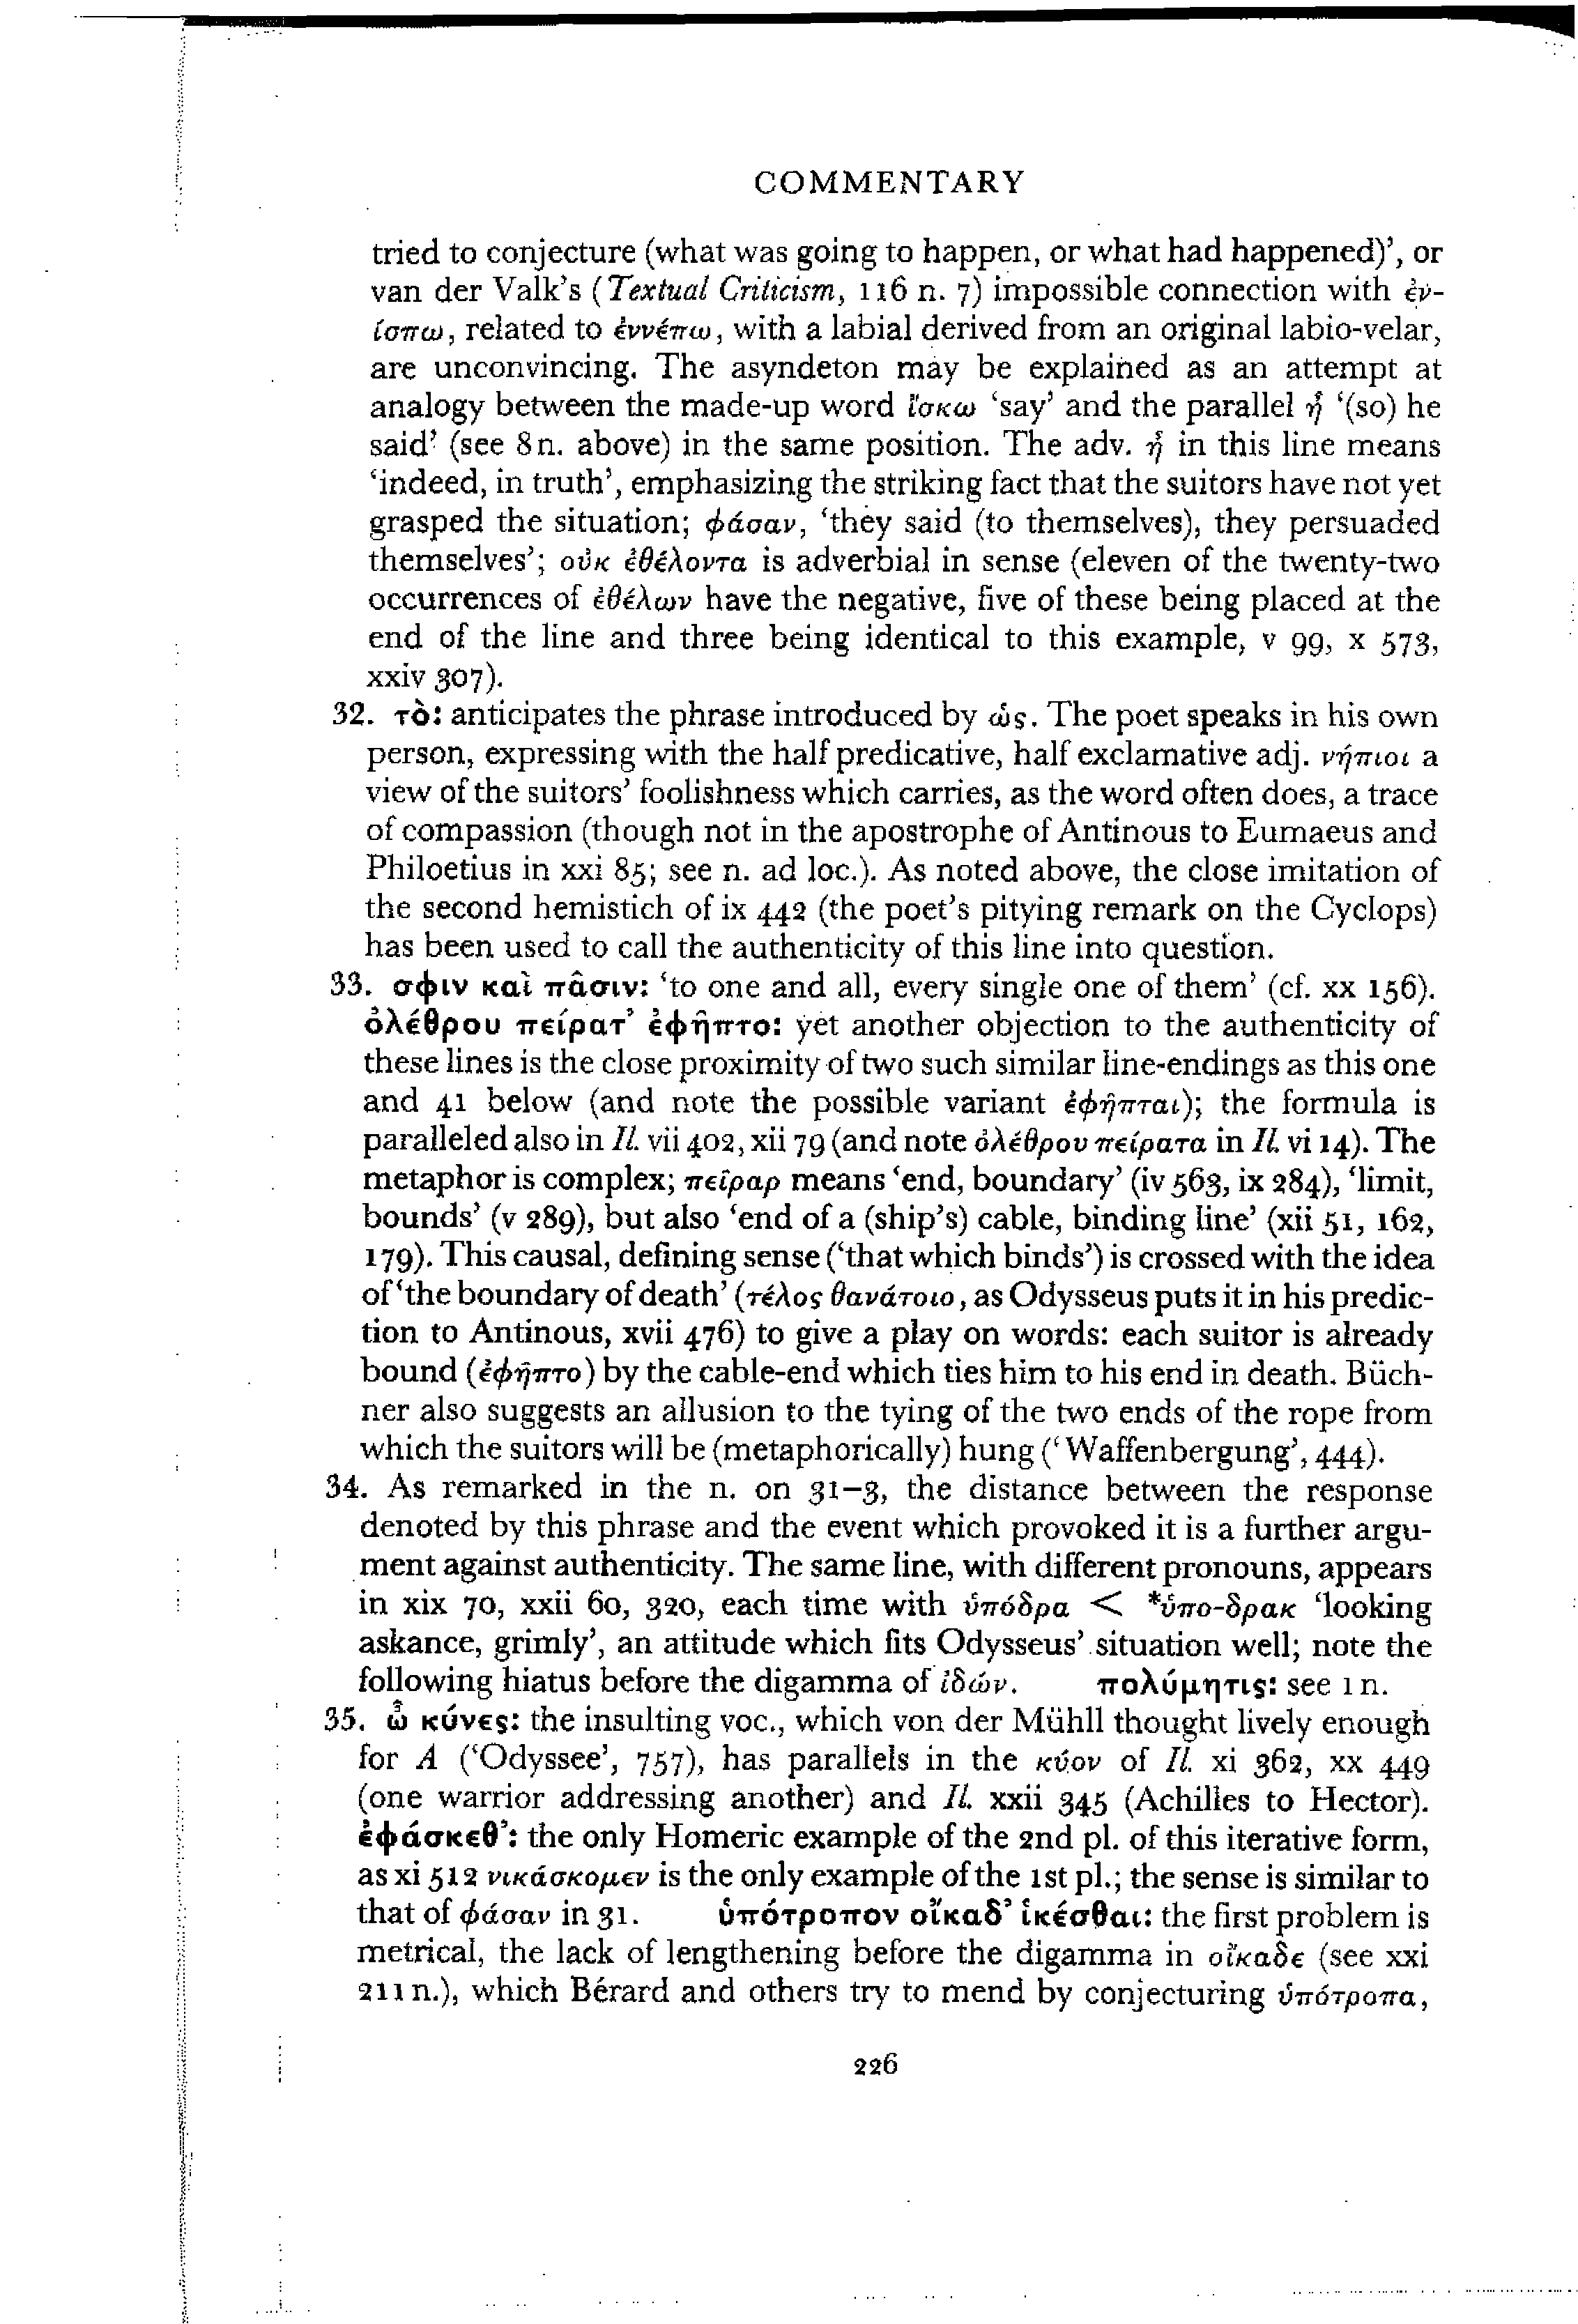 COMMENTARY
tried to conjecture (what was going to happen, or what had happened)’, or
van der Valk’s (Textual Criticism, 116 n. 7) impossible connection with ἐν-
ίσπω, related to ἐννέπω, with a labial derived from an original labio-velar,
are unconvincing. The asyndeton may be explained as an attempt at
analogy between the made-up word ἴσκω ‘say’ and the parallel ἦ ‘(so) he
said’ (see 8 n. above) in the same position. The adv. ἦ in this line means
‘indeed, in truth’, emphasizing the striking fact that the suitors have not yet
grasped the situation; φάσαν, ‘they said (to themselves), they persuaded
themselves’; οὐκ ἐθέλοντα is adverbial in sense (eleven of the twenty-two
occurrences of ἐθέλων have the negative, five of these being placed at the
end of the line and three being identical to this example, v 99, x 573,
xxiv 307).
32. τὸ: anticipates the phrase introduced by ὡς. The poet speaks in his own
person, expressing with the half predicative, half exclamative adj. νήπιοι a
view of the suitors’ foolishness which carries, as the word often does, a trace
of compassion (though not in the apostrophe of Antinous to Eumaeus and
Philoetius in xxi 85; see n. ad loc.). As noted above, the close imitation of
the second hemistich of ix 442 (the poet’s pitying remark on the Cyclops)
has been used to call the authenticity of this line into question.
33. σφιν καὶ πᾶσιν: ‘to one and all, every single one of them’ (cf. xx 156).
ὀλέθρου πείρατ’ ἐφῆπτο: yet another objection to the authenticity of
these lines is the close proximity of two such similar line-endings as this one
and 41 below (and note the possible variant ἐφῆπται); the formula is
paralleled also in Il. vii 402, xii 79 (and note ὀλέθρου πείρατα in Il. vi 14). The
metaphor is complex; πεῖραρ means ‘end, boundary’ (iv 563, ix 284), ‘limit,
bounds’ (v 289), but also ‘end of a (ship’s) cable, binding line’ (xii 51, 162,
179). This causal, defining sense (‘that which binds’) is crossed with the idea
of ‘the boundary of death’ (τέλος θανάτοιο, as Odysseus puts it in his predic-
tion to Antinous, xvii 476) to give a play on words: each suitor is already
bound (ἐφῆπτο) by the cable-end which ties him to his end in death. Büch-
ner also suggests an allusion to the tying of the two ends of the rope from
which the suitors will be (metaphorically) hung (‘Waffenbergung’, 444).
34. As remarked in the n. on 31–3, the distance between the response
denoted by this phrase and the event which provoked it is a further argu-
ment against authenticity. The same line, with different pronouns, appears
in xix 70, xxii 60, 320, each time with ὑπόδρα < *ὑπο-δρακ ‘looking
askance, grimly’, an attitude which fits Odysseus’ situation well; note the
following hiatus before the digamma of ἰδών. πολύμητις: see 1 n.
35. ὦ κύνες: the insulting voc., which von der Mühll thought lively enough
for A (‘Odyssee’, 757), has parallels in the κύον of Il. xi 362, xx 449
(one warrior addressing another) and Il. xxii 345 (Achilles to Hector).
ἐφάσκεθ’: the only Homeric example of the 2nd pl. of this iterative form,
as xi 512 νικάσκομεν is the only example of the 1st pl.; the sense is similar to
that of φάσαν in 31. ὑπότροπον οἴκαδ’ ἱκέσθαι: the first problem is
metrical, the lack of lengthening before the digamma in οἴκαδε (see xxi
211 n.), which Bérard and others try to mend by conjecturing ὑπότροπα,
226